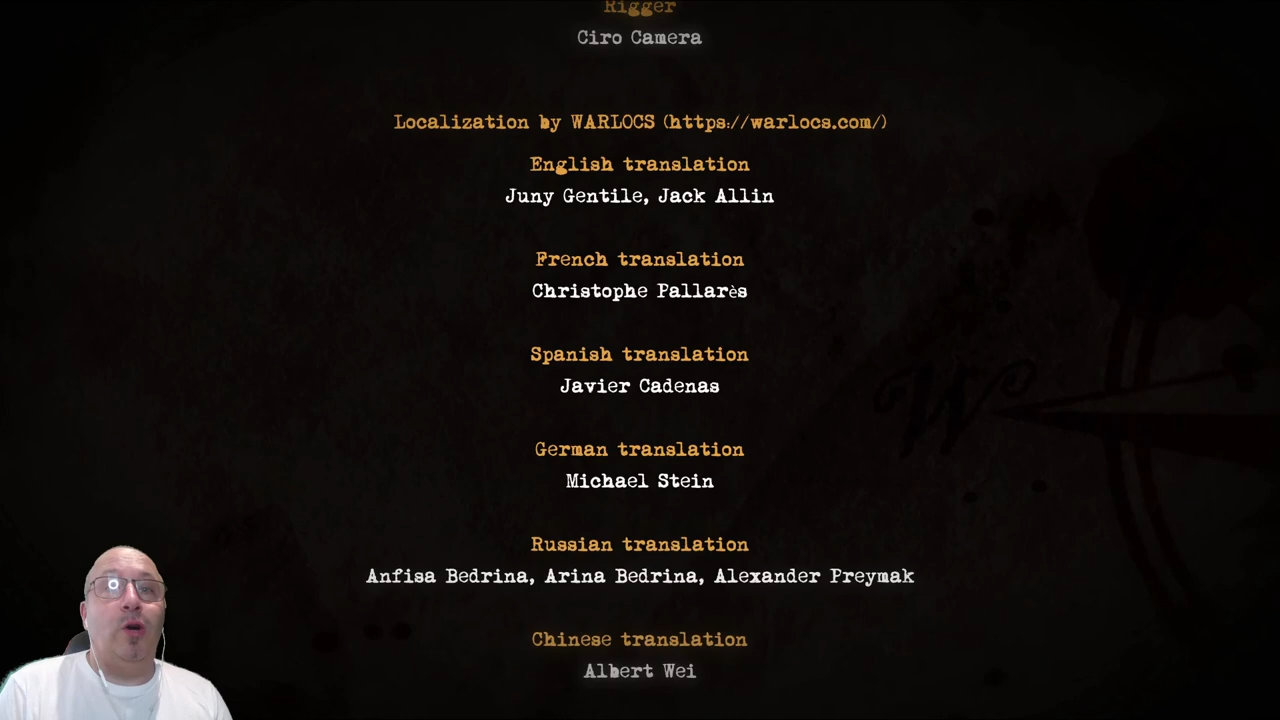 Rigger
Ciro Camera
Localization by WARLOCS (https://warlocs.com/)
English translation
Juny Gentile, Jack Allin
French translation
Christophe Pallarès
Spanish translation
Javier Cadenas
German translation
Michael Stein
Russian translation
Anfisa Bedrina, Arina Bedrina, Alexander Preymak
Chinese translation
Albert Wei
W